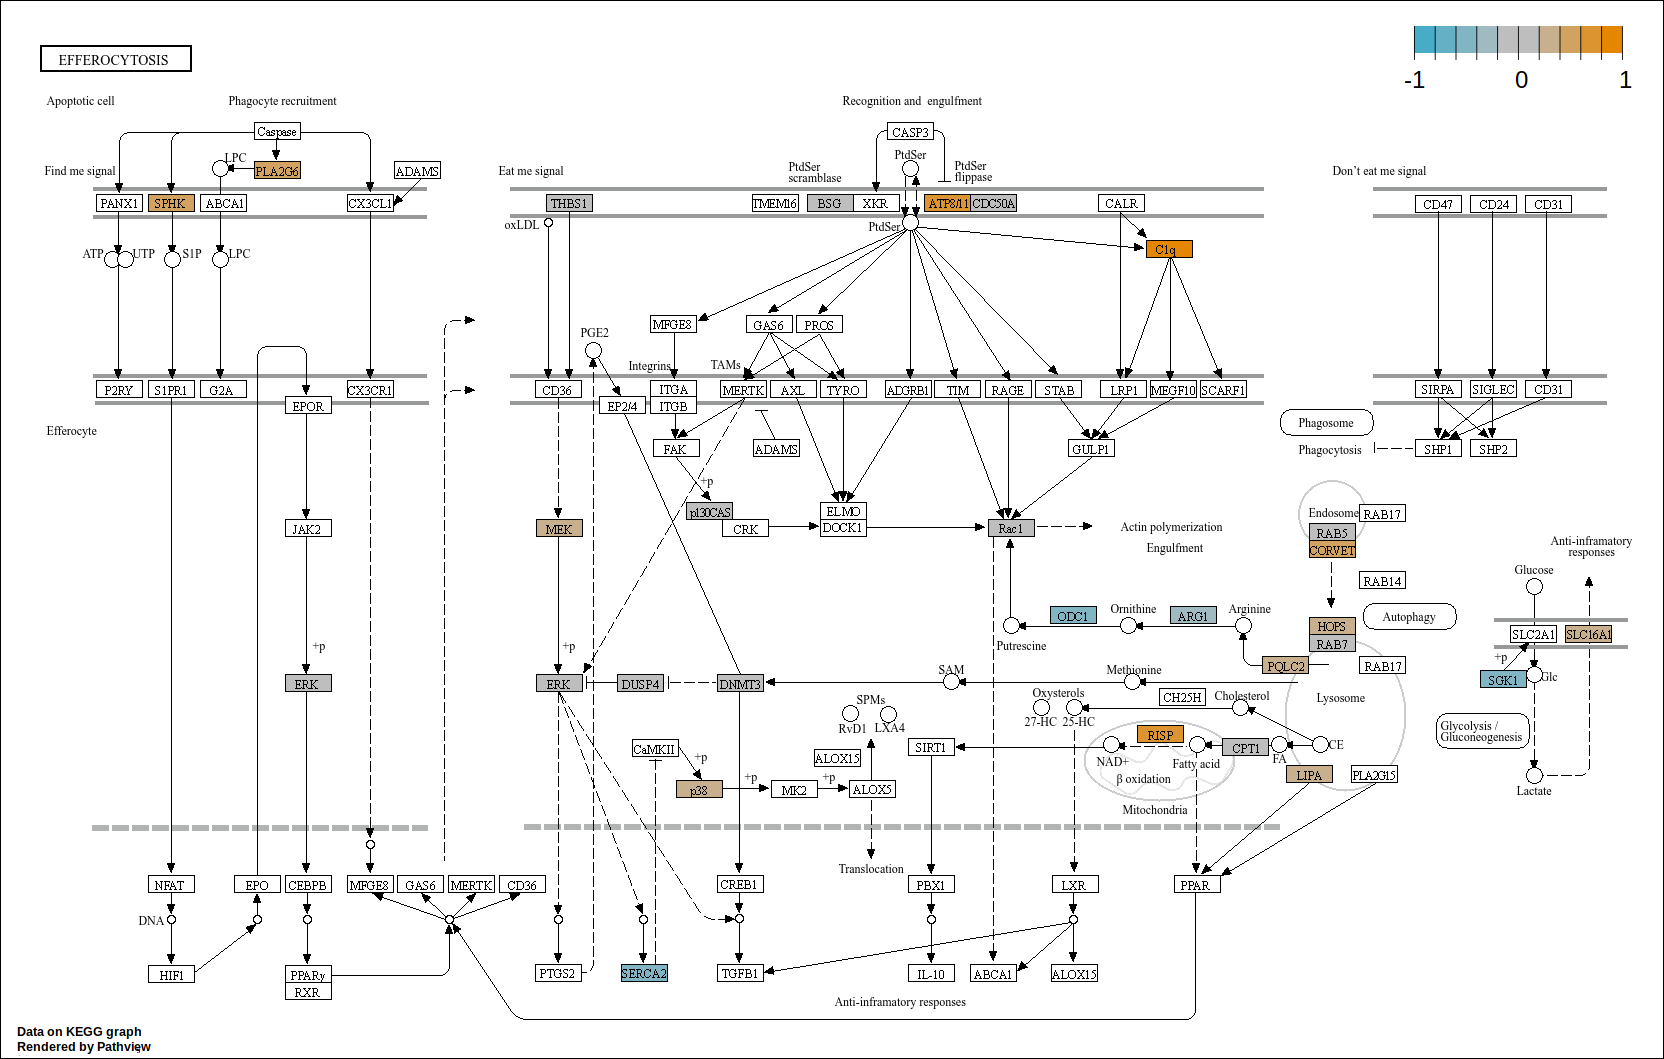 EFFEROCYTOSIS
-1 0 1
Apoptotic cell
Phagocyte recruitment
Recognition and engulfment
Caspase
CASP3
LPC
PtdSer
Find me signal
PLA2G6
ADAMS
Eat me signal
PtdSer
scramblase
PtdSer
flippase
Don't eat me signal
PANX1 SPHK ABCA1 CX3CL1
THBS1 TMEM16 BSG XKR ATP8/11 CDC50A CALR
CD47 CD24 CD31
oxLDL PtdSer
ATP UTP S1P LPC
C1q
MFGE8 GAS6 PROS
PGE2
Integrins TAMs
P2RY S1PR1 G2A CX3CR1
CD36 ITGA MERTK AXL TYRO ADGRB1 TIM RAGE STAB LRP1 MEGF10 SCARF1
SIRPA SIGLEC CD31
EPOR EP2/4 ITGB
Phagosome
Efferocyte
FAK ADAMS GULP1
Phagocytosis SHP1 SHP2
+p
p130CAS ELMO
Endosome RAB17
JAK2 MEK CRK DOCK1 Rac1
Actin polymerization
RAB5
Engulfment
CORVET
Anti-inframatory
responses
Glucose
RAB14
ODC1 Ornithine ARG1 Arginine
Autophagy
HOPS
SLC2A1 SLC16A1
+p +p
Putrescine
RAB7
+p
PQLC2 RAB17
SAM Methionine
SGK1 Glc
ERK ERK DUSP4 DNMT3
Oxysterols CH25H Cholesterol
Lysosome
SPMs
27-HC 25-HC
RvD1 LXA4
Glycolysis /
Gluconeogenesis
RISP
CaMKII SIRT1 CPT1 CE
+p ALOX15
NAD+ Fatty acid FA
β oxidation
LIPA PLA2G15
+p +p
p38 MK2 ALOX5
Lactate
Mitochondria
Translocation
NFAT EPO CEBPB MFGE8 GAS6 MERTK CD36
CREB1 PBX1 LXR PPAR
DNA
HIF1 PPARγ PTGS2 SERCA2 TGFB1 IL-10 ABCA1 ALOX15
RXR
Anti-inframatory responses
Data on KEGG graph
Rendered by Pathview